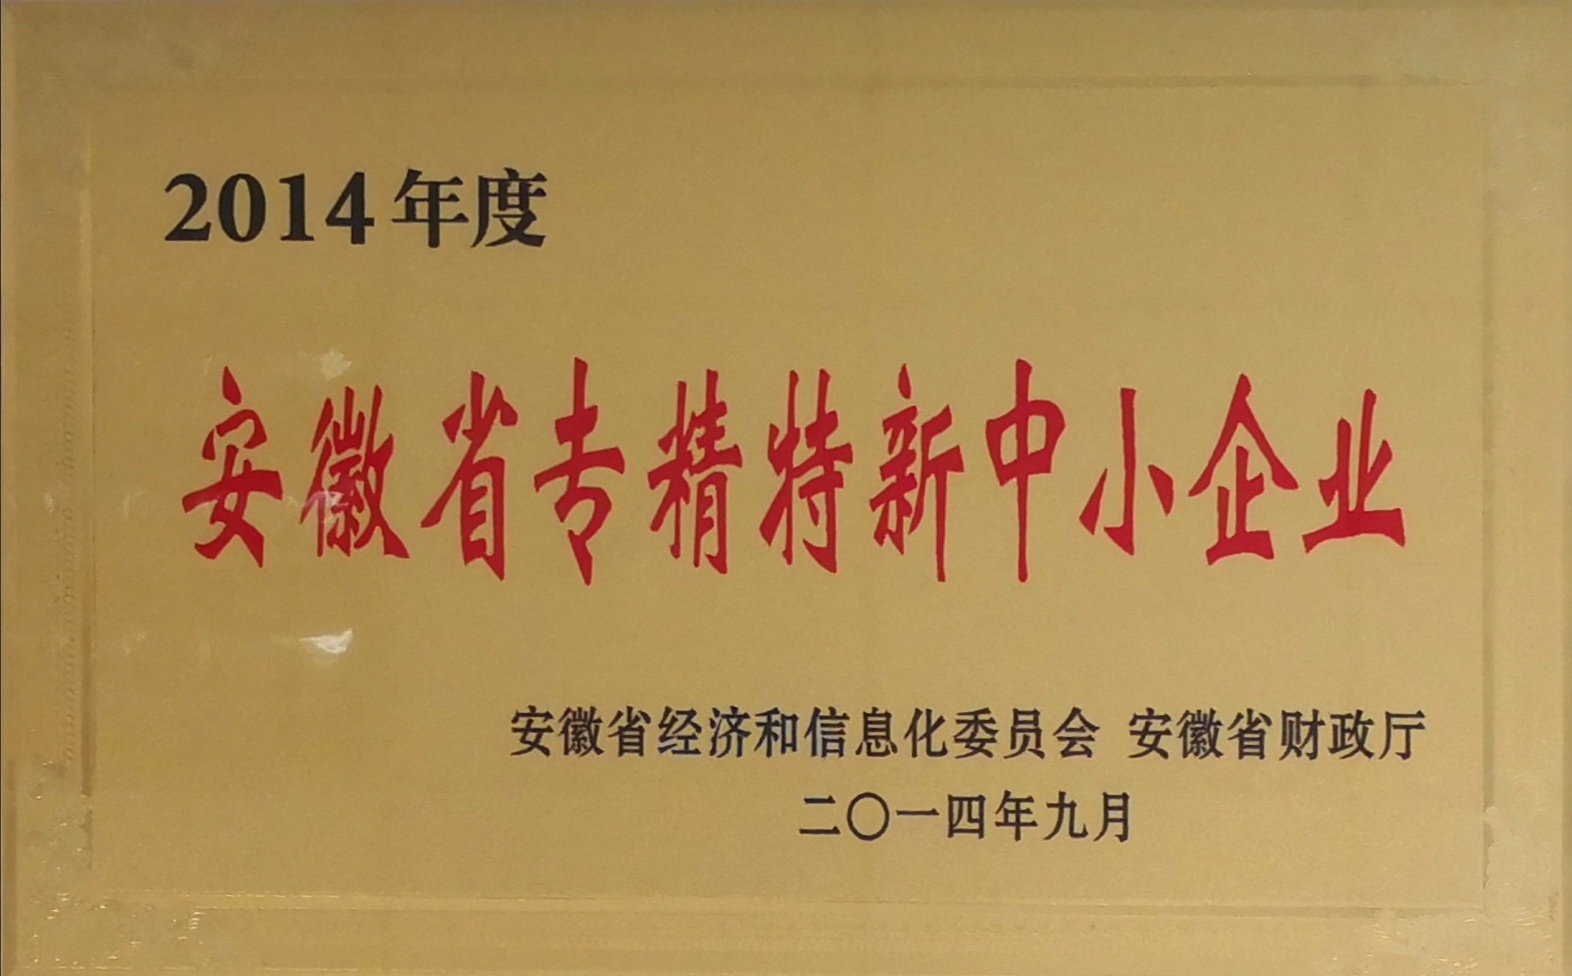 2014年度
安徽省专精特新中小企业
安徽省经济和信息化委员会 安徽省财政厅
二〇一四年九月